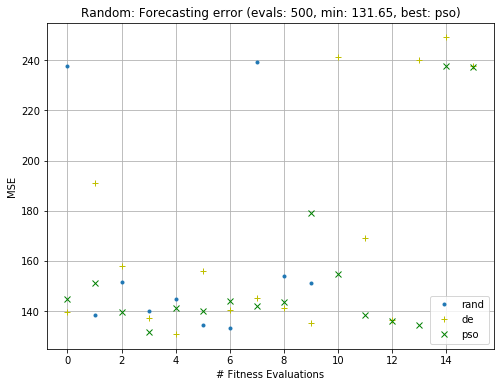 Random: Forecasting error (evals: 500, min: 131.65, best: pso)
240
220
200
180
160
140
MSE
0 2 4 6 8 10 12 14
# Fitness Evaluations
rand
de
pso